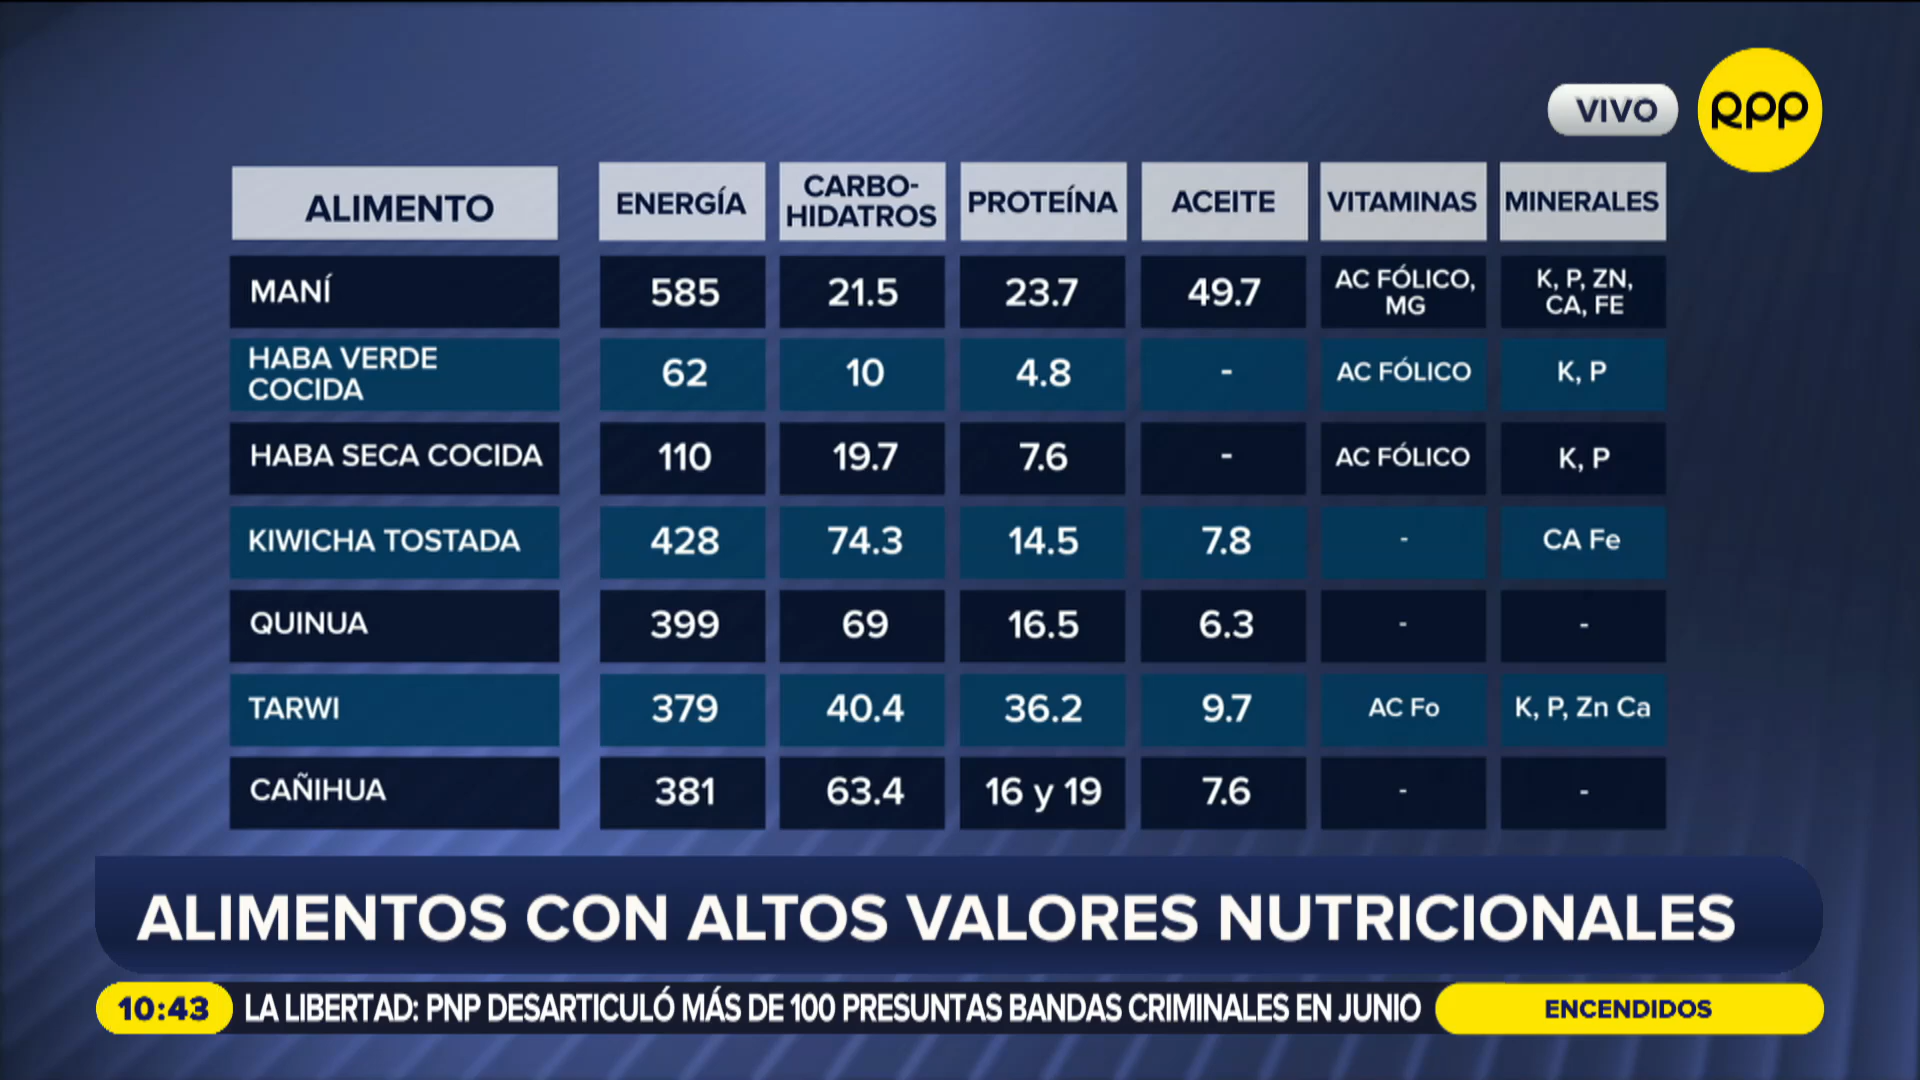 VIVO
rpp
ALIMENTO ENERGÍA CARBO-HIDATROS PROTEÍNA ACEITE VITAMINAS MINERALES
MANÍ 585 21.5 23.7 49.7 AC FÓLICO, MG K, P, ZN, CA, FE
HABA VERDE COCIDA 62 10 4.8 - AC FÓLICO K, P
HABA SECA COCIDA 110 19.7 7.6 - AC FÓLICO K, P
KIWICHA TOSTADA 428 74.3 14.5 7.8 - CA Fe
QUINUA 399 69 16.5 6.3 - -
TARWI 379 40.4 36.2 9.7 AC Fo K, P, Zn Ca
CAÑIHUA 381 63.4 16 y 19 7.6 - -
ALIMENTOS CON ALTOS VALORES NUTRICIONALES
10:43 LA LIBERTAD: PNP DESARTICULÓ MÁS DE 100 PRESUNTAS BANDAS CRIMINALES EN JUNIO ENCENDIDOS